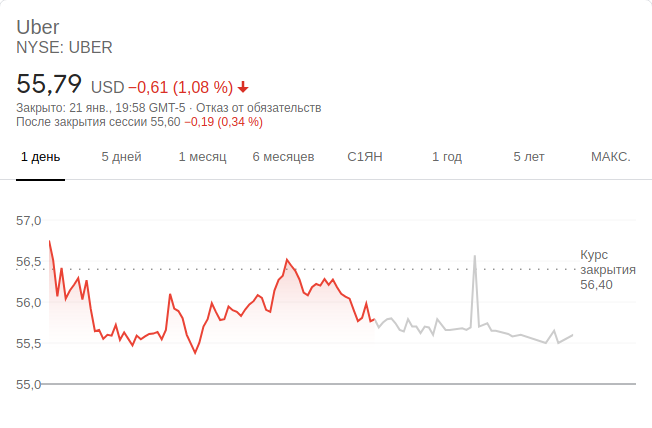 Uber
NYSE: UBER
55,79 USD −0,61 (1,08 %)
Закрыто: 21 янв., 19:58 GMT-5 · Отказ от обязательств
После закрытия сессии 55,60 −0,19 (0,34 %)
1 день 5 дней 1 месяц 6 месяцев С1ЯН 1 год 5 лет МАКС.
57,0
56,5
56,0
55,5
55,0
Курс
закрытия
56,40